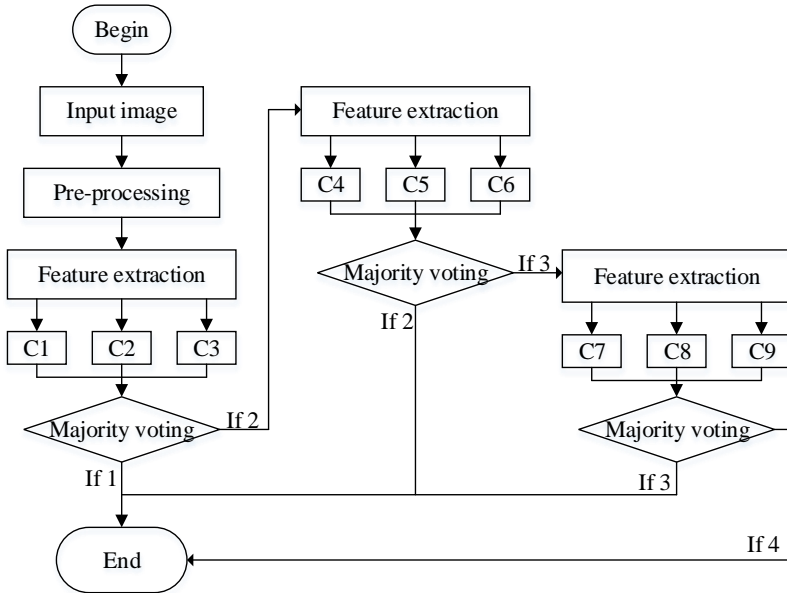 Begin
Input image
Pre-processing
Feature extraction
C1 C2 C3
Majority voting
If 1
If 2
Feature extraction
C4 C5 C6
Majority voting
If 2
If 3
Feature extraction
C7 C8 C9
Majority voting
If 3
If 4
End